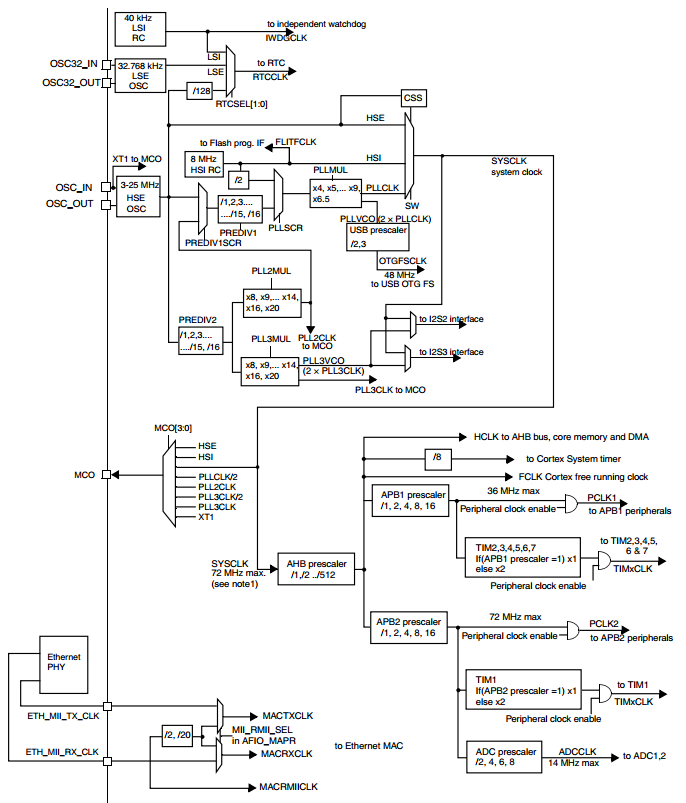 40 kHz
LSI
RC
to independent watchdog
IWDGCLK
OSC32_IN
OSC32_OUT
32.768 kHz
LSE
OSC
LSI
LSE
to RTC
RTCCLK
/128
RTCSEL[1:0]
CSS
HSE
to Flash prog. IF
FLITFCLK
XT1 to MCO
8 MHz
HSI RC
HSI
SYSCLK
system clock
/2
PLLMUL
OSC_IN
OSC_OUT
3-25 MHz
HSE
OSC
/1,2,3....
..../15, /16
x4, x5,... x9,
x6.5
PLLCLK
SW
PREDIV1
PLLSCR
PREDIV1SCR
PLLVCO (2 × PLLCLK)
USB prescaler
/2,3
OTGFSCLK
48 MHz
to USB OTG FS
PLL2MUL
x8, x9,... x14,
x16, x20
PREDIV2
/1,2,3....
..../15, /16
PLL2CLK
to MCO
to I2S2 interface
PLL3MUL
x8, x9,... x14,
x16, x20
PLL3VCO
(2 × PLL3CLK)
to I2S3 interface
PLL3CLK to MCO
MCO[3:0]
MCO
HSE
HSI
PLLCLK/2
PLL2CLK
PLL3CLK/2
PLL3CLK
XT1
HCLK to AHB bus, core memory and DMA
/8
to Cortex System timer
FCLK Cortex free running clock
APB1 prescaler
/1, 2, 4, 8, 16
36 MHz max
Peripheral clock enable
PCLK1
to APB1 peripherals
TIM2,3,4,5,6,7
If(APB1 prescaler =1) x1
else x2
to TIM2,3,4,5,
6 & 7
TIMxCLK
Peripheral clock enable
SYSCLK
72 MHz max.
(see note1)
AHB prescaler
/1,/2 ../512
APB2 prescaler
/1, 2, 4, 8, 16
72 MHz max
Peripheral clock enable
PCLK2
to APB2 peripherals
TIM1
If(APB2 prescaler =1) x1
else x2
to TIM1
TIMxCLK
Peripheral clock enable
ADC prescaler
/2, 4, 6, 8
ADCCLK
14 MHz max
to ADC1,2
Ethernet
PHY
ETH_MII_TX_CLK
ETH_MII_RX_CLK
/2, /20
MACTXCLK
MII_RMII_SEL
in AFIO_MAPR
MACRXCLK
MACRMIICLK
to Ethernet MAC